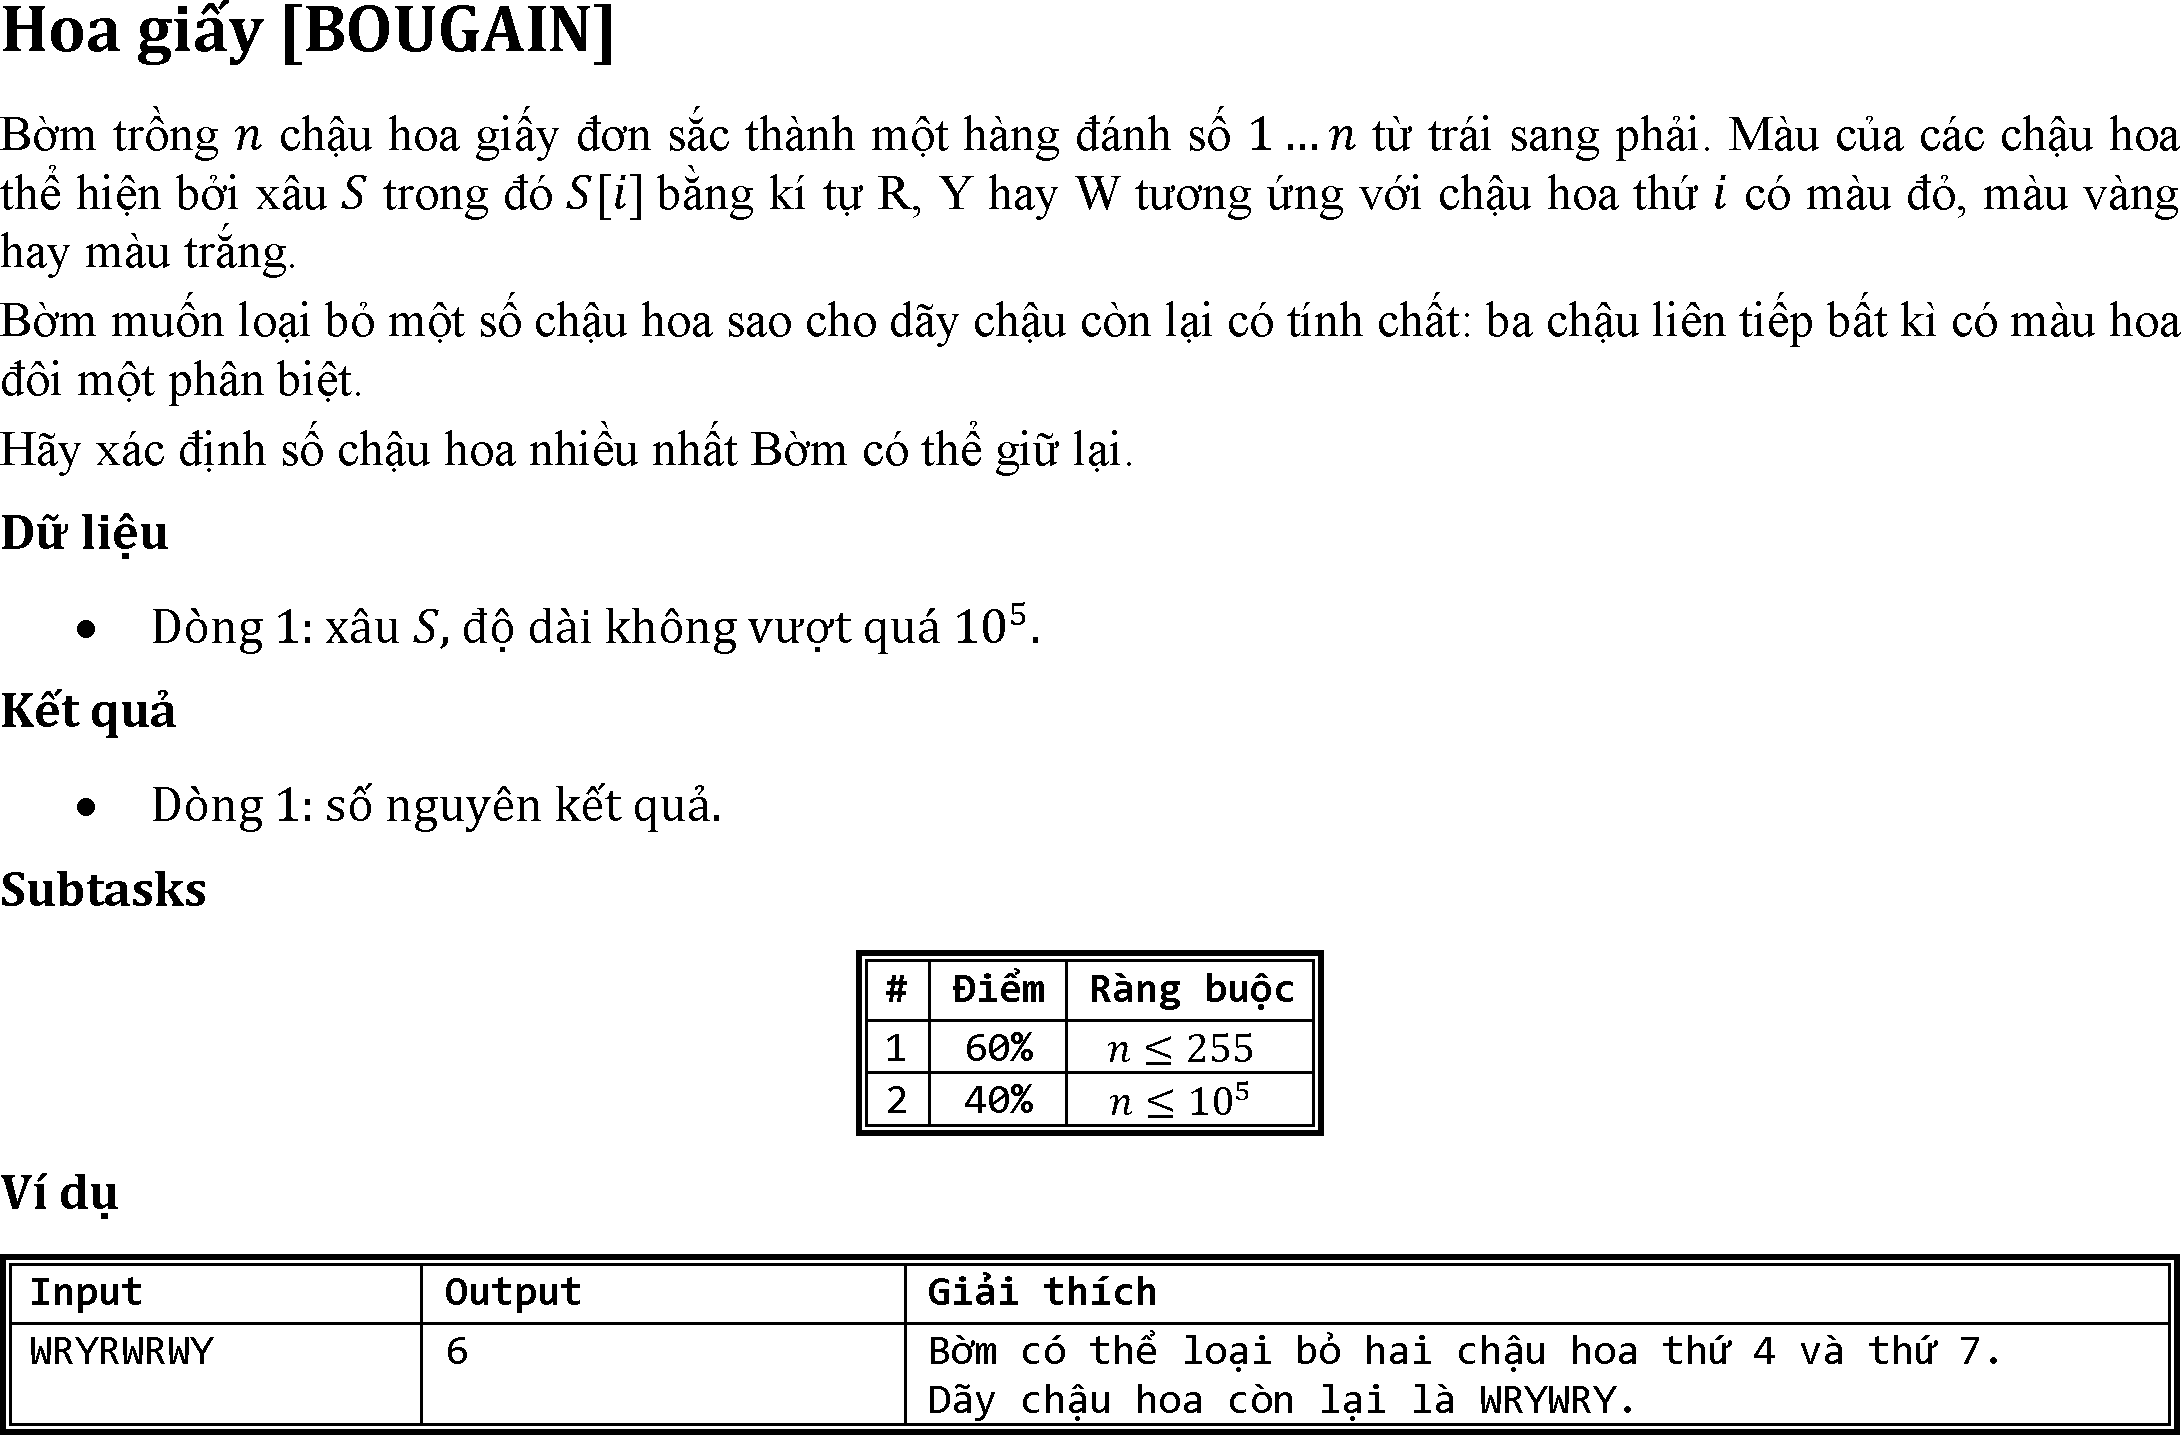 Hoa giấy [BOUGAIN]
Bờm trồng n chậu hoa giấy đơn sắc thành một hàng đánh số 1 … n từ trái sang phải. Màu của các chậu hoa
thể hiện bởi xâu S trong đó S[i] bằng kí tự R, Y hay W tương ứng với chậu hoa thứ i có màu đỏ, màu vàng
hay màu trắng.
Bờm muốn loại bỏ một số chậu hoa sao cho dãy chậu còn lại có tính chất: ba chậu liên tiếp bất kì có màu hoa
đôi một phân biệt.
Hãy xác định số chậu hoa nhiều nhất Bờm có thể giữ lại.
Dữ liệu
• Dòng 1: xâu S, độ dài không vượt quá 10⁵.
Kết quả
• Dòng 1: số nguyên kết quả.
Subtasks
# Điểm Ràng buộc
1 60% n ≤ 255
2 40% n ≤ 10⁵
Ví dụ
Input Output Giải thích
WRYRWRWY 6 Bờm có thể loại bỏ hai chậu hoa thứ 4 và thứ 7.
Dãy chậu hoa còn lại là WRYWRY.